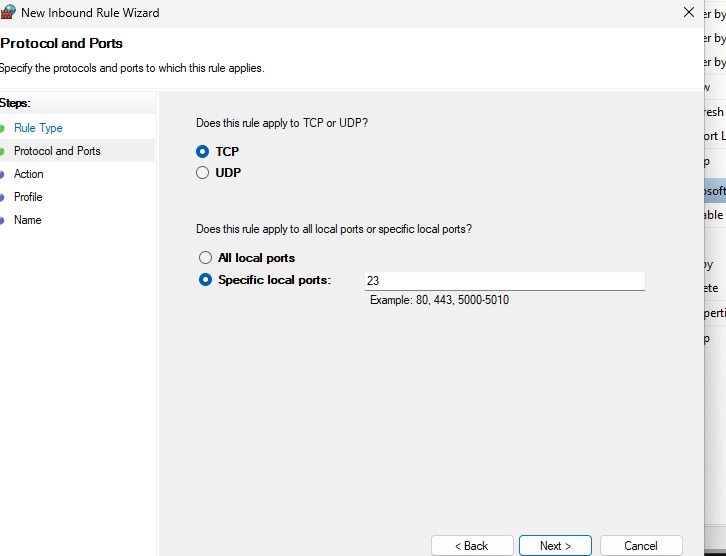 New Inbound Rule Wizard
Protocol and Ports
Specify the protocols and ports to which this rule applies.
Steps:
Rule Type
Protocol and Ports
Action
Profile
Name
Does this rule apply to TCP or UDP?
TCP
UDP
Does this rule apply to all local ports or specific local ports?
All local ports
Specific local ports:
23
Example: 80, 443, 5000-5010
< Back
Next >
Cancel
er by
er by
er by
w
resh
ort L
p
osoft
able
py
ete
perti
p